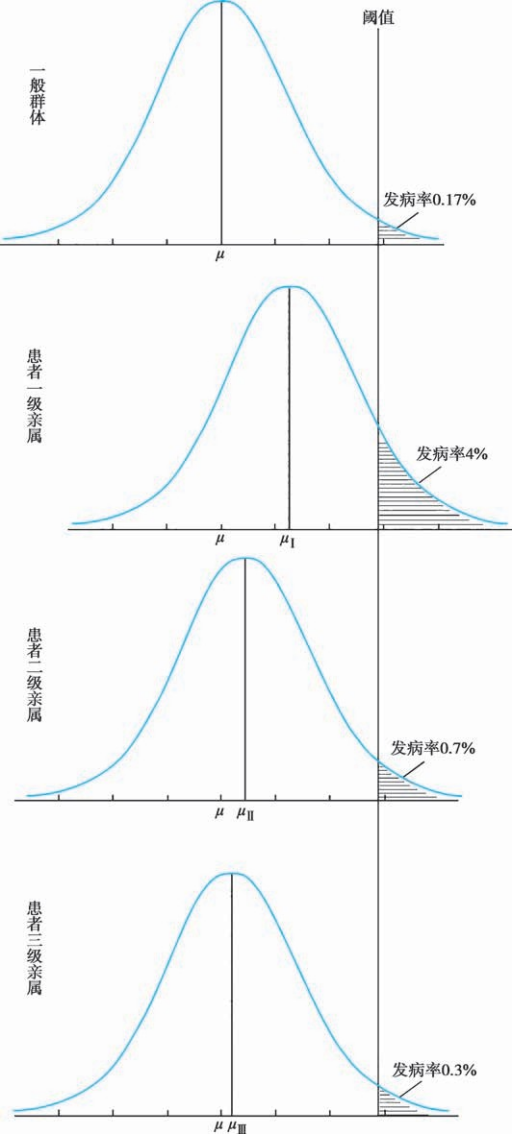 阈值
一般群体
发病率0.17%
μ
患者一级亲属
发病率4%
μ μⅠ
患者二级亲属
发病率0.7%
μ μⅡ
患者三级亲属
发病率0.3%
μ μⅢ